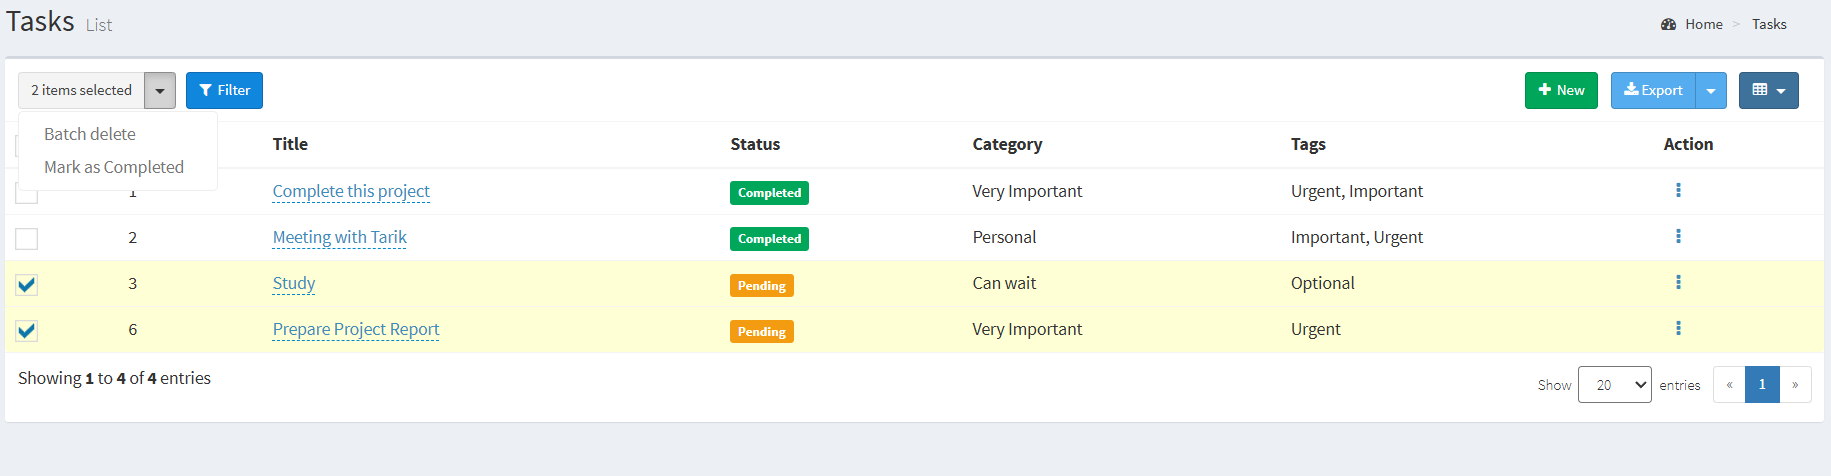 Tasks List
Home > Tasks
2 items selected Filter New Export
Batch delete
Mark as Completed
Title Status Category Tags Action
1 Complete this project Completed Very Important Urgent, Important
2 Meeting with Tarik Completed Personal Important, Urgent
3 Study Pending Can wait Optional
6 Prepare Project Report Pending Very Important Urgent
Showing 1 to 4 of 4 entries
Show 20 entries « 1 »